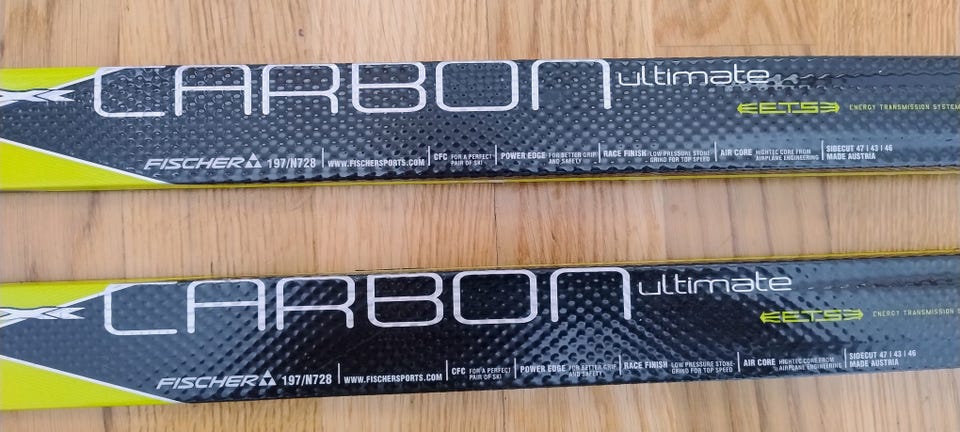 CARBON ultimate
ETS ENERGY TRANSMISSION SYSTEM
FISCHER 197/N728 | WWW.FISCHERSPORTS.COM | CFC FOR A PERFECT PAIR OF SKI | POWER EDGE FOR BETTER GRIP AND SAFETY | RACE FINISH LOW PRESSURE STONE GRIND FOR TOP SPEED | AIR CORE HIGHTEC CORE FROM AIRPLANE ENGINEERING | SIDECUT 47 | 43 | 46 MADE AUSTRIA
CARBON ultimate
ETS ENERGY TRANSMISSION S
FISCHER 197/N728 | WWW.FISCHERSPORTS.COM | CFC FOR A PERFECT PAIR OF SKI | POWER EDGE FOR BETTER GRIP AND SAFETY | RACE FINISH LOW PRESSURE STONE GRIND FOR TOP SPEED | AIR CORE HIGHTEC CORE FROM AIRPLANE ENGINEERING | SIDECUT 47 | 43 | 46 MADE AUSTRIA